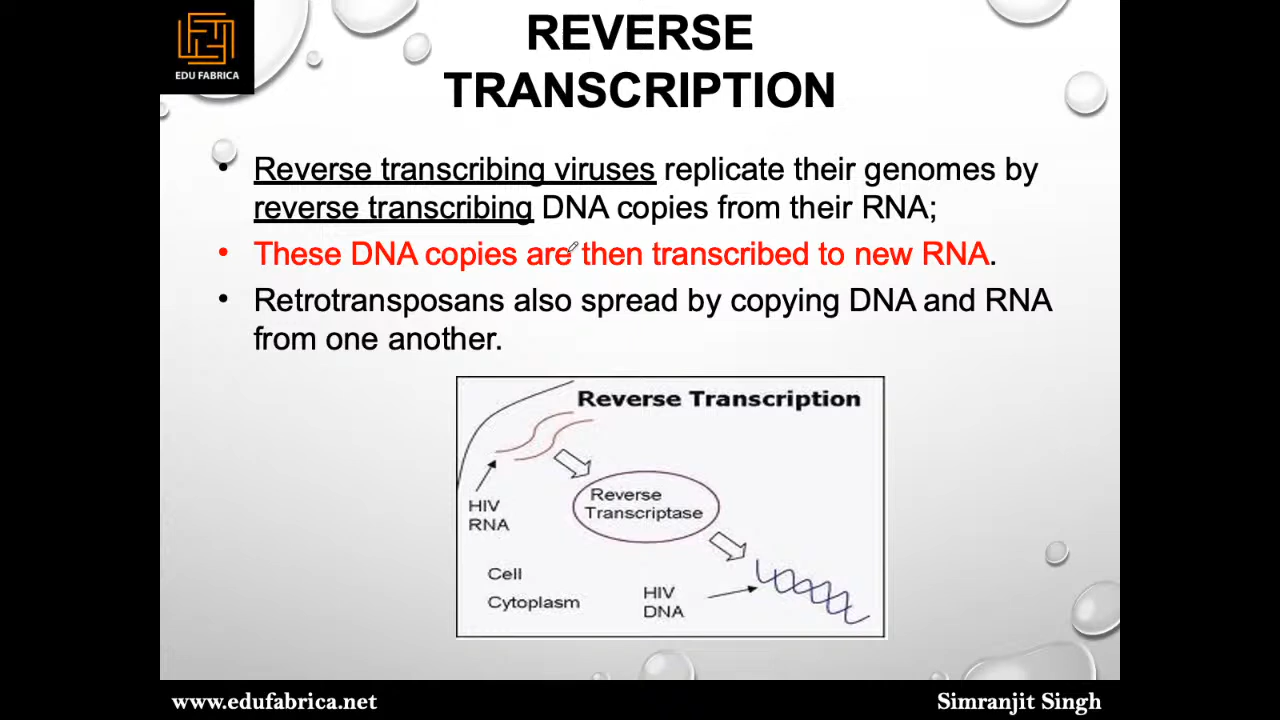 EDU FABRICA
REVERSE
TRANSCRIPTION
• Reverse transcribing viruses replicate their genomes by
reverse transcribing DNA copies from their RNA;
• These DNA copies are then transcribed to new RNA.
• Retrotransposans also spread by copying DNA and RNA
from one another.
Reverse Transcription
HIV
RNA
Reverse
Transcriptase
Cell
Cytoplasm
HIV
DNA
www.edufabrica.net
Simranjit Singh